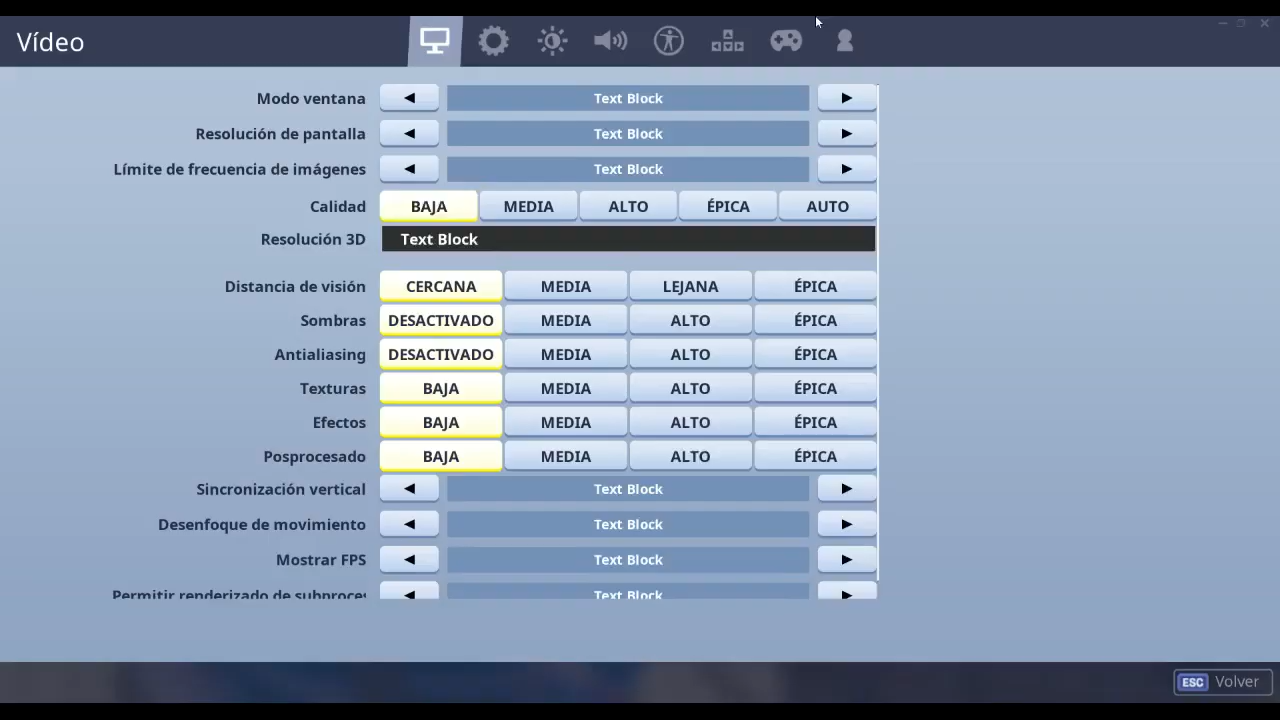 Vídeo
Modo ventana ◄ Text Block ►
Resolución de pantalla ◄ Text Block ►
Límite de frecuencia de imágenes ◄ Text Block ►
Calidad BAJA MEDIA ALTO ÉPICA AUTO
Resolución 3D Text Block
Distancia de visión CERCANA MEDIA LEJANA ÉPICA
Sombras DESACTIVADO MEDIA ALTO ÉPICA
Antialiasing DESACTIVADO MEDIA ALTO ÉPICA
Texturas BAJA MEDIA ALTO ÉPICA
Efectos BAJA MEDIA ALTO ÉPICA
Posprocesado BAJA MEDIA ALTO ÉPICA
Sincronización vertical ◄ Text Block ►
Desenfoque de movimiento ◄ Text Block ►
Mostrar FPS ◄ Text Block ►
Permitir renderizado de subproces ◄ Text Block ►
ESC Volver